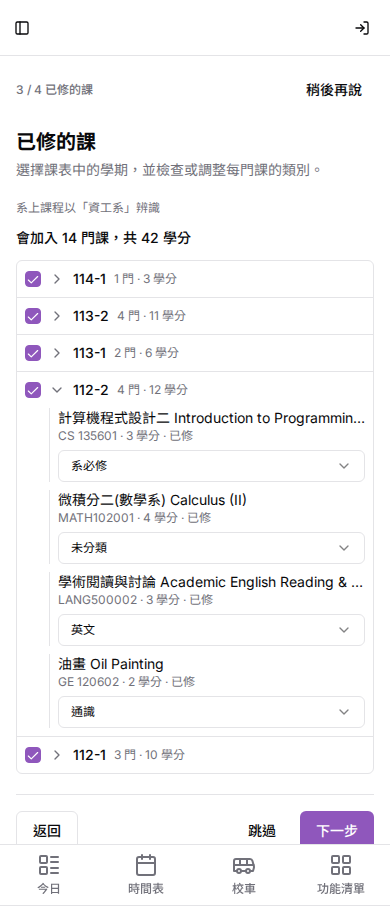 3 / 4 已修的課
稍後再說
已修的課
選擇課表中的學期，並檢查或調整每門課的類別。
系上課程以「資工系」辨識
會加入 14 門課，共 42 學分
114-1 1 門 · 3 學分
113-2 4 門 · 11 學分
113-1 2 門 · 6 學分
112-2 4 門 · 12 學分
計算機程式設計二 Introduction to Programmin...
CS 135601 · 3 學分 · 已修
系必修
微積分二(數學系) Calculus (II)
MATH102001 · 4 學分 · 已修
未分類
學術閱讀與討論 Academic English Reading & ...
LANG500002 · 3 學分 · 已修
英文
油畫 Oil Painting
GE 120602 · 2 學分 · 已修
通識
112-1 3 門 · 10 學分
返回
跳過
下一步
今日
時間表
校車
功能清單